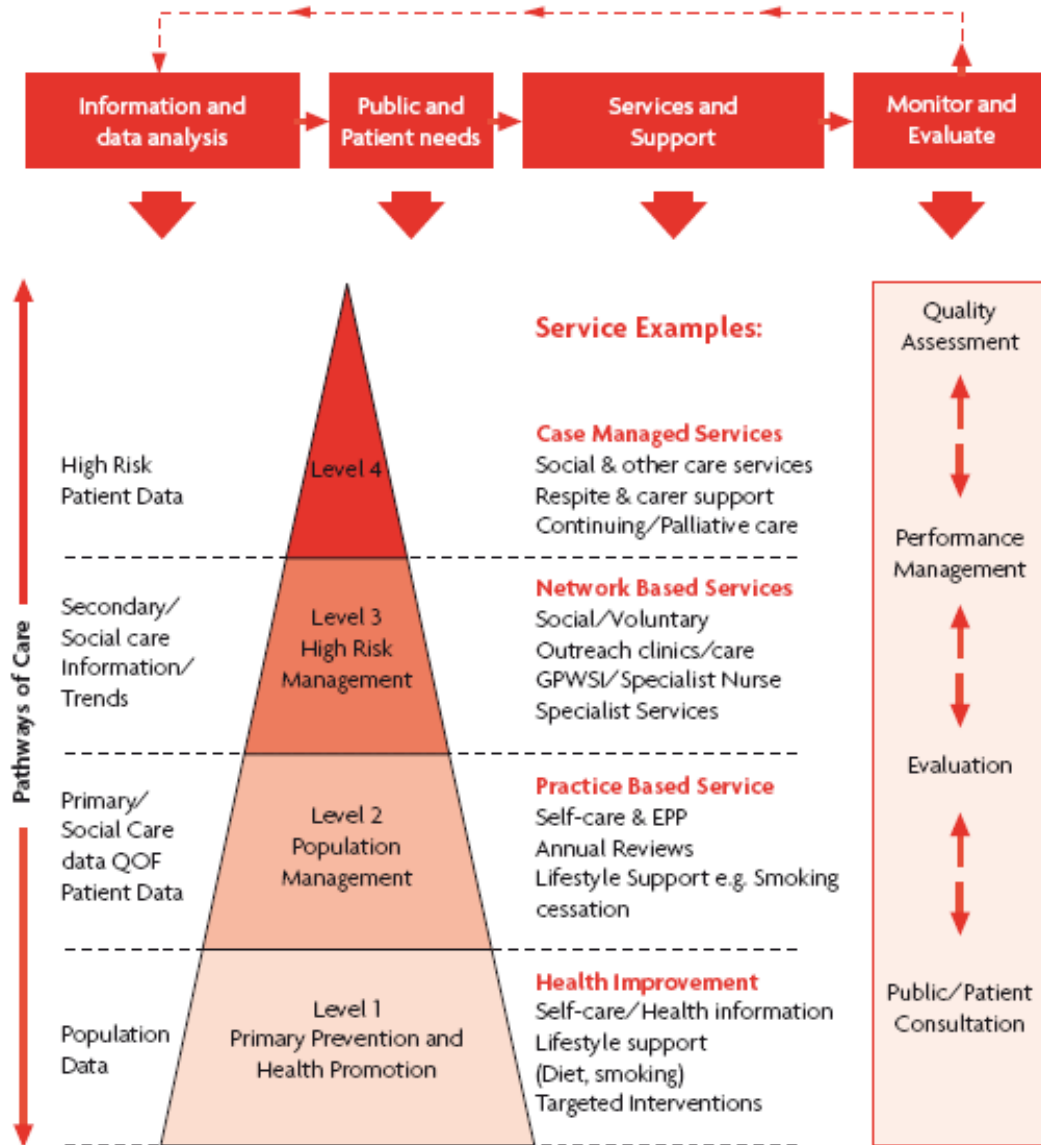 Information and
data analysis
Public and
Patient needs
Services and
Support
Monitor and
Evaluate
Pathways of Care
Service Examples:
High Risk
Patient Data
Level 4
Case Managed Services
Social & other care services
Respite & carer support
Continuing/Palliative care
Secondary/
Social care
Information/
Trends
Level 3
High Risk
Management
Network Based Services
Social/Voluntary
Outreach clinics/care
GPWSI/Specialist Nurse
Specialist Services
Primary/
Social Care
data QOF
Patient Data
Level 2
Population
Management
Practice Based Service
Self-care & EPP
Annual Reviews
Lifestyle Support e.g. Smoking
cessation
Population
Data
Level 1
Primary Prevention and
Health Promotion
Health Improvement
Self-care/Health information
Lifestyle support
(Diet, smoking)
Targeted Interventions
Quality
Assessment
Performance
Management
Evaluation
Public/Patient
Consultation